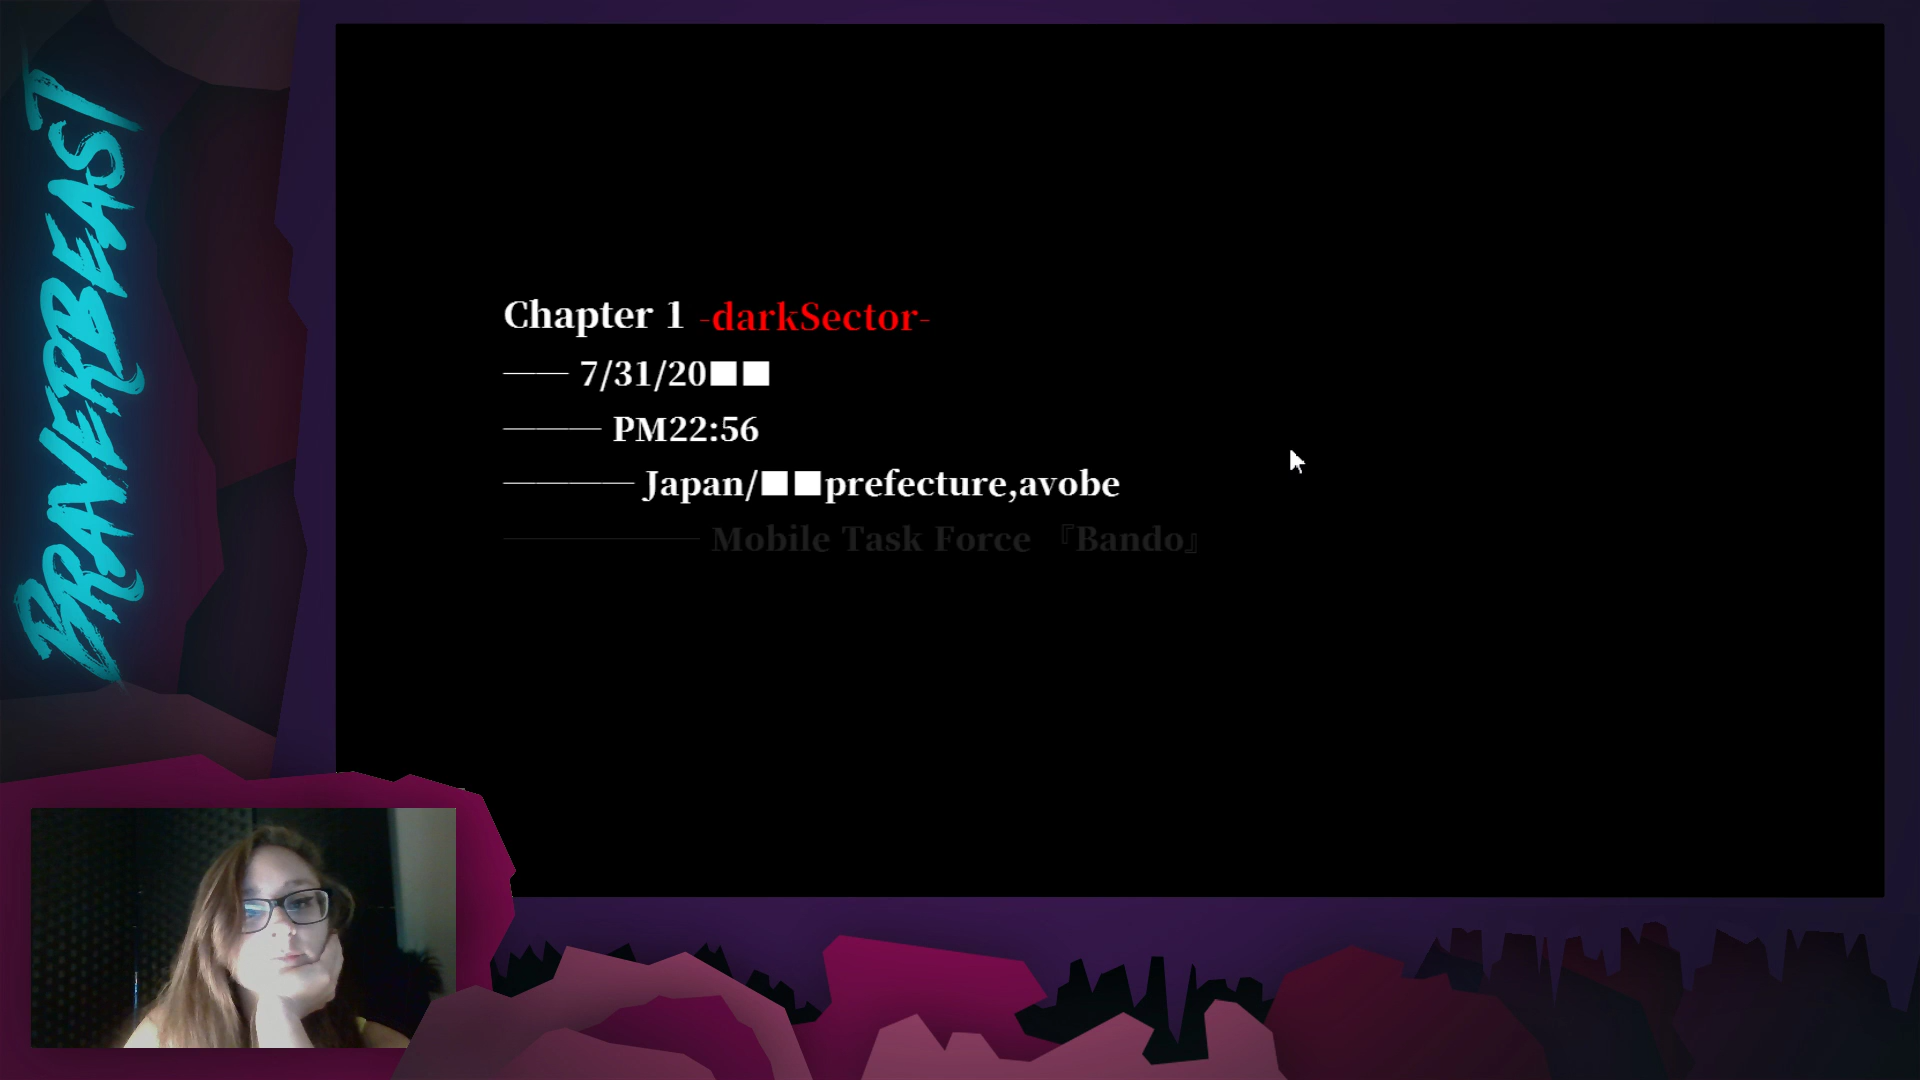 BRAVERBEAST
Chapter 1 -darkSector-
—— 7/31/20■■
——— PM22:56
———— Japan/■■prefecture,avobe
—————— Mobile Task Force 『Bando』